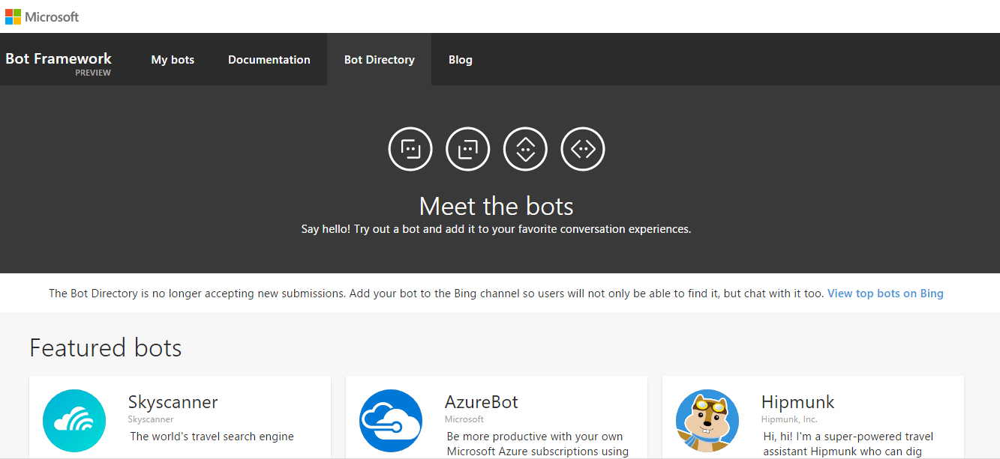 Microsoft
Bot Framework
PREVIEW
My bots
Documentation
Bot Directory
Blog
Meet the bots
Say hello! Try out a bot and add it to your favorite conversation experiences.
The Bot Directory is no longer accepting new submissions. Add your bot to the Bing channel so users will not only be able to find it, but chat with it too. View top bots on Bing
Featured bots
Skyscanner
Skyscanner
The world's travel search engine
AzureBot
Microsoft
Be more productive with your own
Microsoft Azure subscriptions using
Hipmunk
Hipmunk, Inc.
Hi, hi! I'm a super-powered travel
assistant Hipmunk who can dig